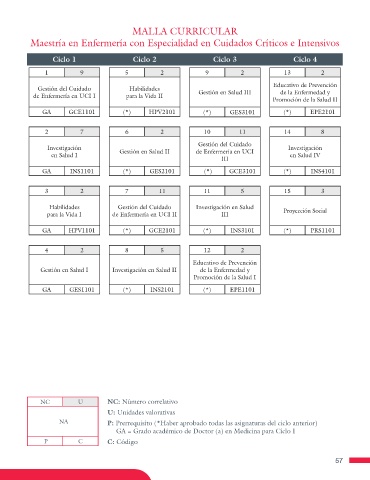 MALLA CURRICULAR
Maestría en Enfermería con Especialidad en Cuidados Críticos e Intensivos
Ciclo 1 Ciclo 2 Ciclo 3 Ciclo 4
1 9 5 2 9 2 13 2
Gestión del Cuidado
de Enfermería en UCI I
Habilidades
para la Vida II
Gestión en Salud III
Educativo de Prevención
de la Enfermedad y
Promoción de la Salud II
GA GCE1101 (*) HPV2101 (*) GES3101 (*) EPE2101
2 7 6 2 10 11 14 8
Investigación
en Salud I
Gestión en Salud II
Gestión del Cuidado
de Enfermería en UCI
III
Investigación
en Salud IV
GA INS1101 (*) GES2101 (*) GCE3101 (*) INS4101
3 2 7 11 11 5 15 3
Habilidades
para la Vida I
Gestión del Cuidado
de Enfermería en UCI II
Investigación en Salud
III
Proyección Social
GA HPV1101 (*) GCE2101 (*) INS3101 (*) PRS1101
4 2 8 5 12 2
Gestión en Salud I
Investigación en Salud II
Educativo de Prevención
de la Enfermedad y
Promoción de la Salud I
GA GES1101 (*) INS2101 (*) EPE1101
NC U
NA
P C
NC: Número correlativo
U: Unidades valorativas
P: Prerrequisito (*Haber aprobado todas las asignaturas del ciclo anterior)
GA = Grado académico de Doctor (a) en Medicina para Ciclo I
C: Código
57